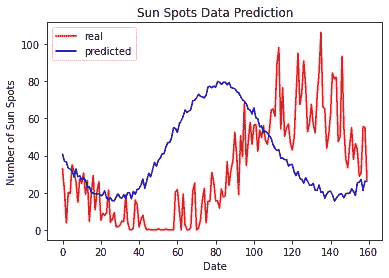 Sun Spots Data Prediction
real
predicted
Number of Sun Spots
100
80
60
40
20
0
0 20 40 60 80 100 120 140 160
Date